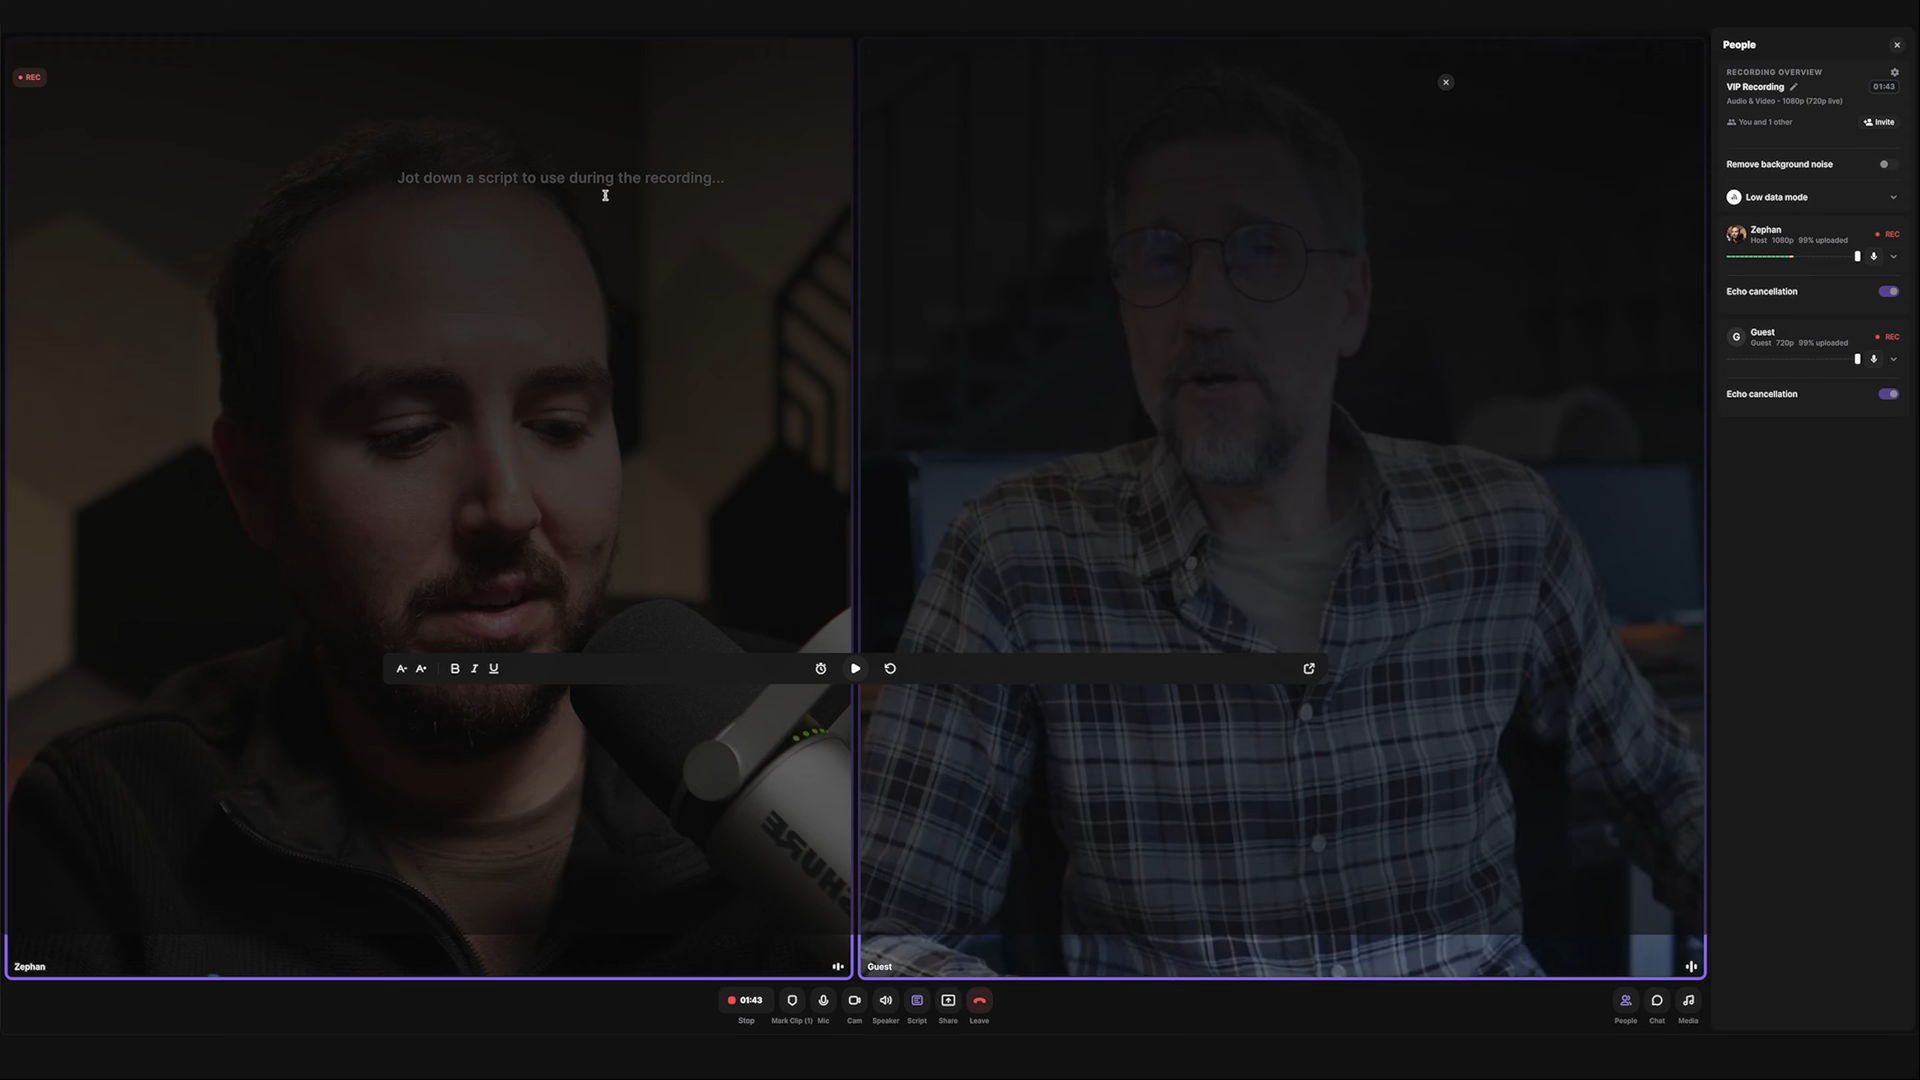 REC
Jot down a script to use during the recording...
A- A+ B I U
Zephan
Guest
SHURE
01:43
Stop
Mark Clip (1)
Mic
Cam
Speaker
Script
Share
Leave
People
Chat
Media
People
RECORDING OVERVIEW
VIP Recording
01:43
Audio & Video - 1080p (720p live)
You and 1 other
Invite
Remove background noise
Low data mode
Zephan
REC
Host 1080p 99% uploaded
Echo cancellation
G
Guest
REC
Guest 720p 99% uploaded
Echo cancellation